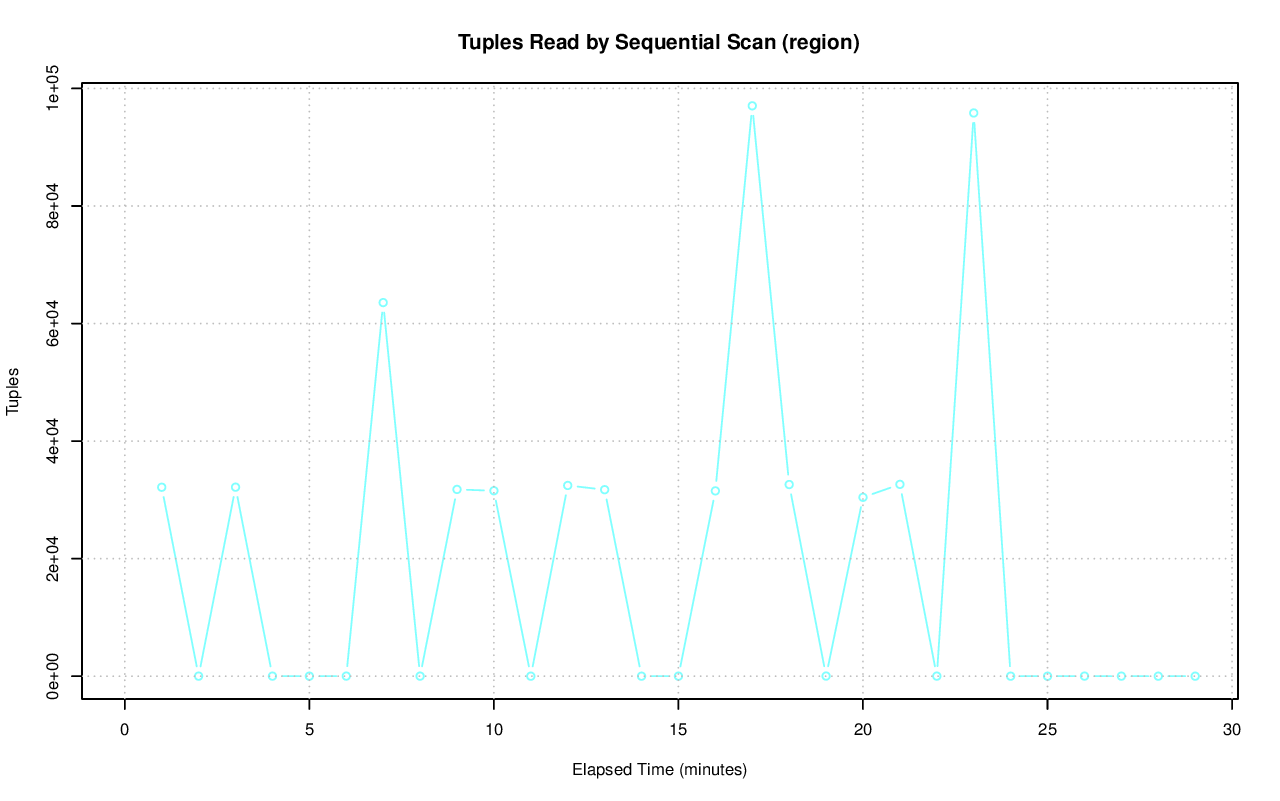 Tuples Read by Sequential Scan (region)
1e+05
8e+04
6e+04
4e+04
2e+04
0e+00
Tuples
0 5 10 15 20 25 30
Elapsed Time (minutes)